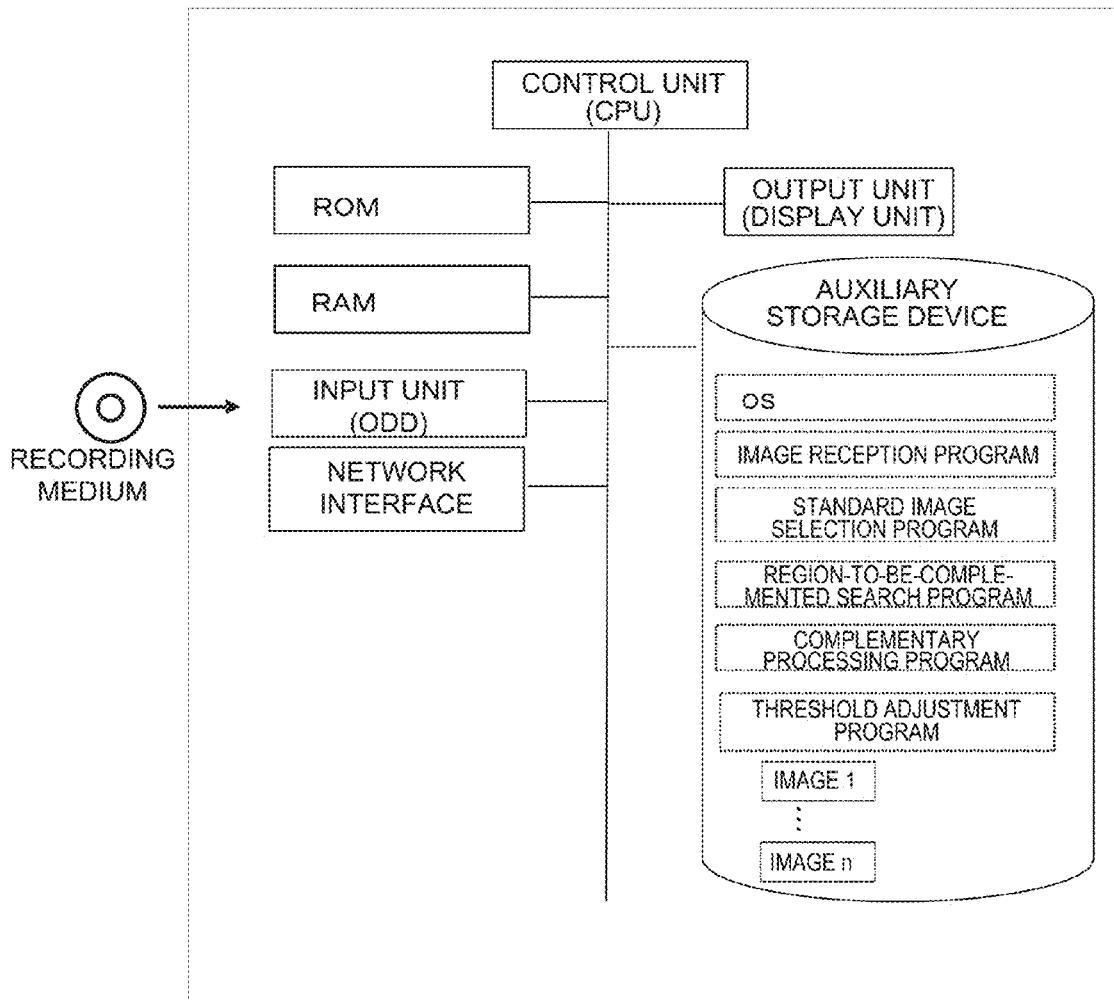 CONTROL UNIT
(CPU)
ROM
OUTPUT UNIT
(DISPLAY UNIT)
RAM
AUXILIARY
STORAGE DEVICE
INPUT UNIT
(ODD)
RECORDING
MEDIUM
NETWORK
INTERFACE
OS
IMAGE RECEPTION PROGRAM
STANDARD IMAGE
SELECTION PROGRAM
REGION-TO-BE-COMPLE-
MENTED SEARCH PROGRAM
COMPLEMENTARY
PROCESSING PROGRAM
THRESHOLD ADJUSTMENT
PROGRAM
IMAGE 1
⋮
IMAGE n